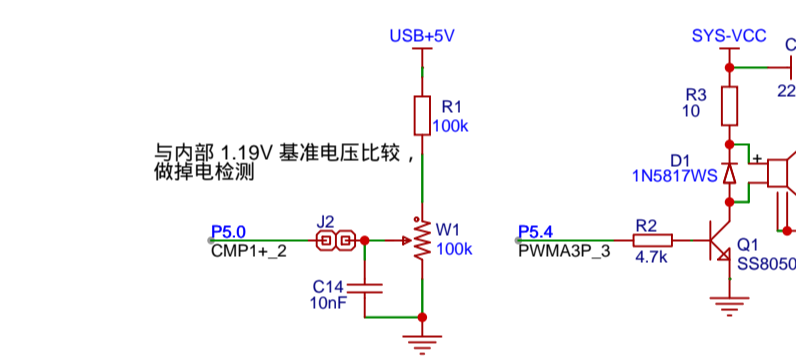 USB+5V
R1
100k
与内部 1.19V 基准电压比较，
做掉电检测
P5.0
CMP1+_2
J2
W1
100k
C14
10nF
SYS-VCC
C
22
R3
10
D1
1N5817WS
+
P5.4
PWMA3P_3
R2
4.7k
Q1
SS8050